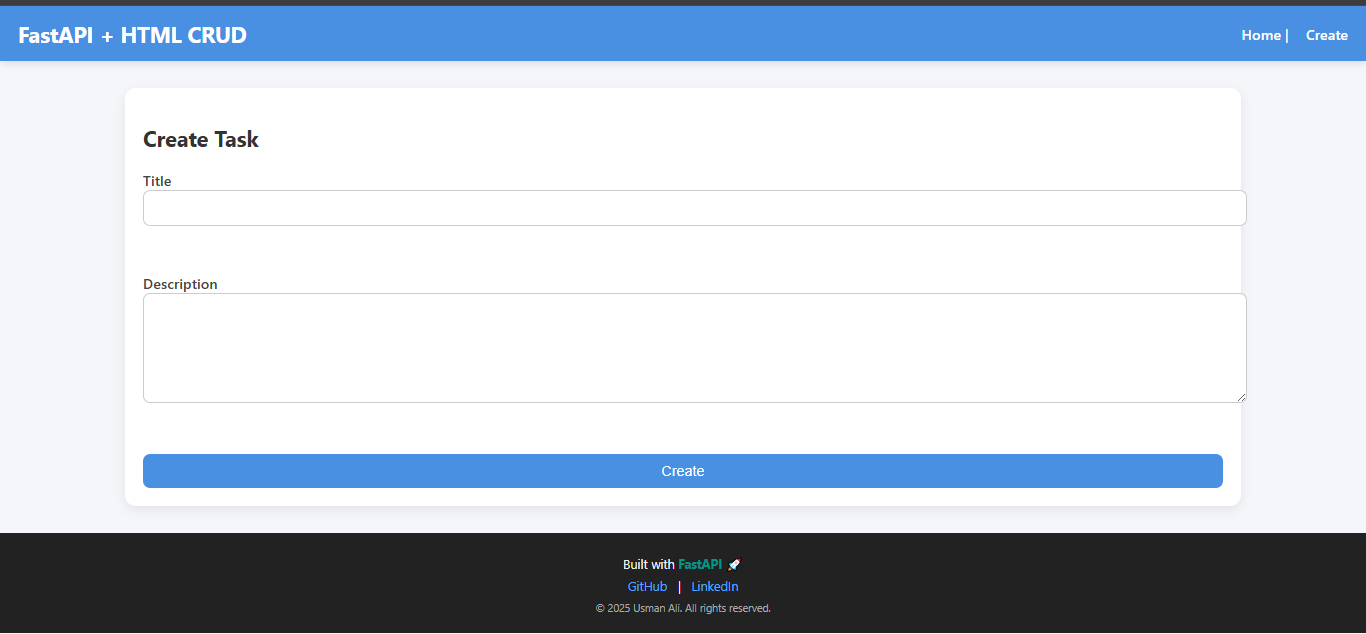 FastAPI + HTML CRUD
Home | Create
Create Task
Title
Description
Create
Built with FastAPI 🚀
GitHub | LinkedIn
© 2025 Usman Ali. All rights reserved.